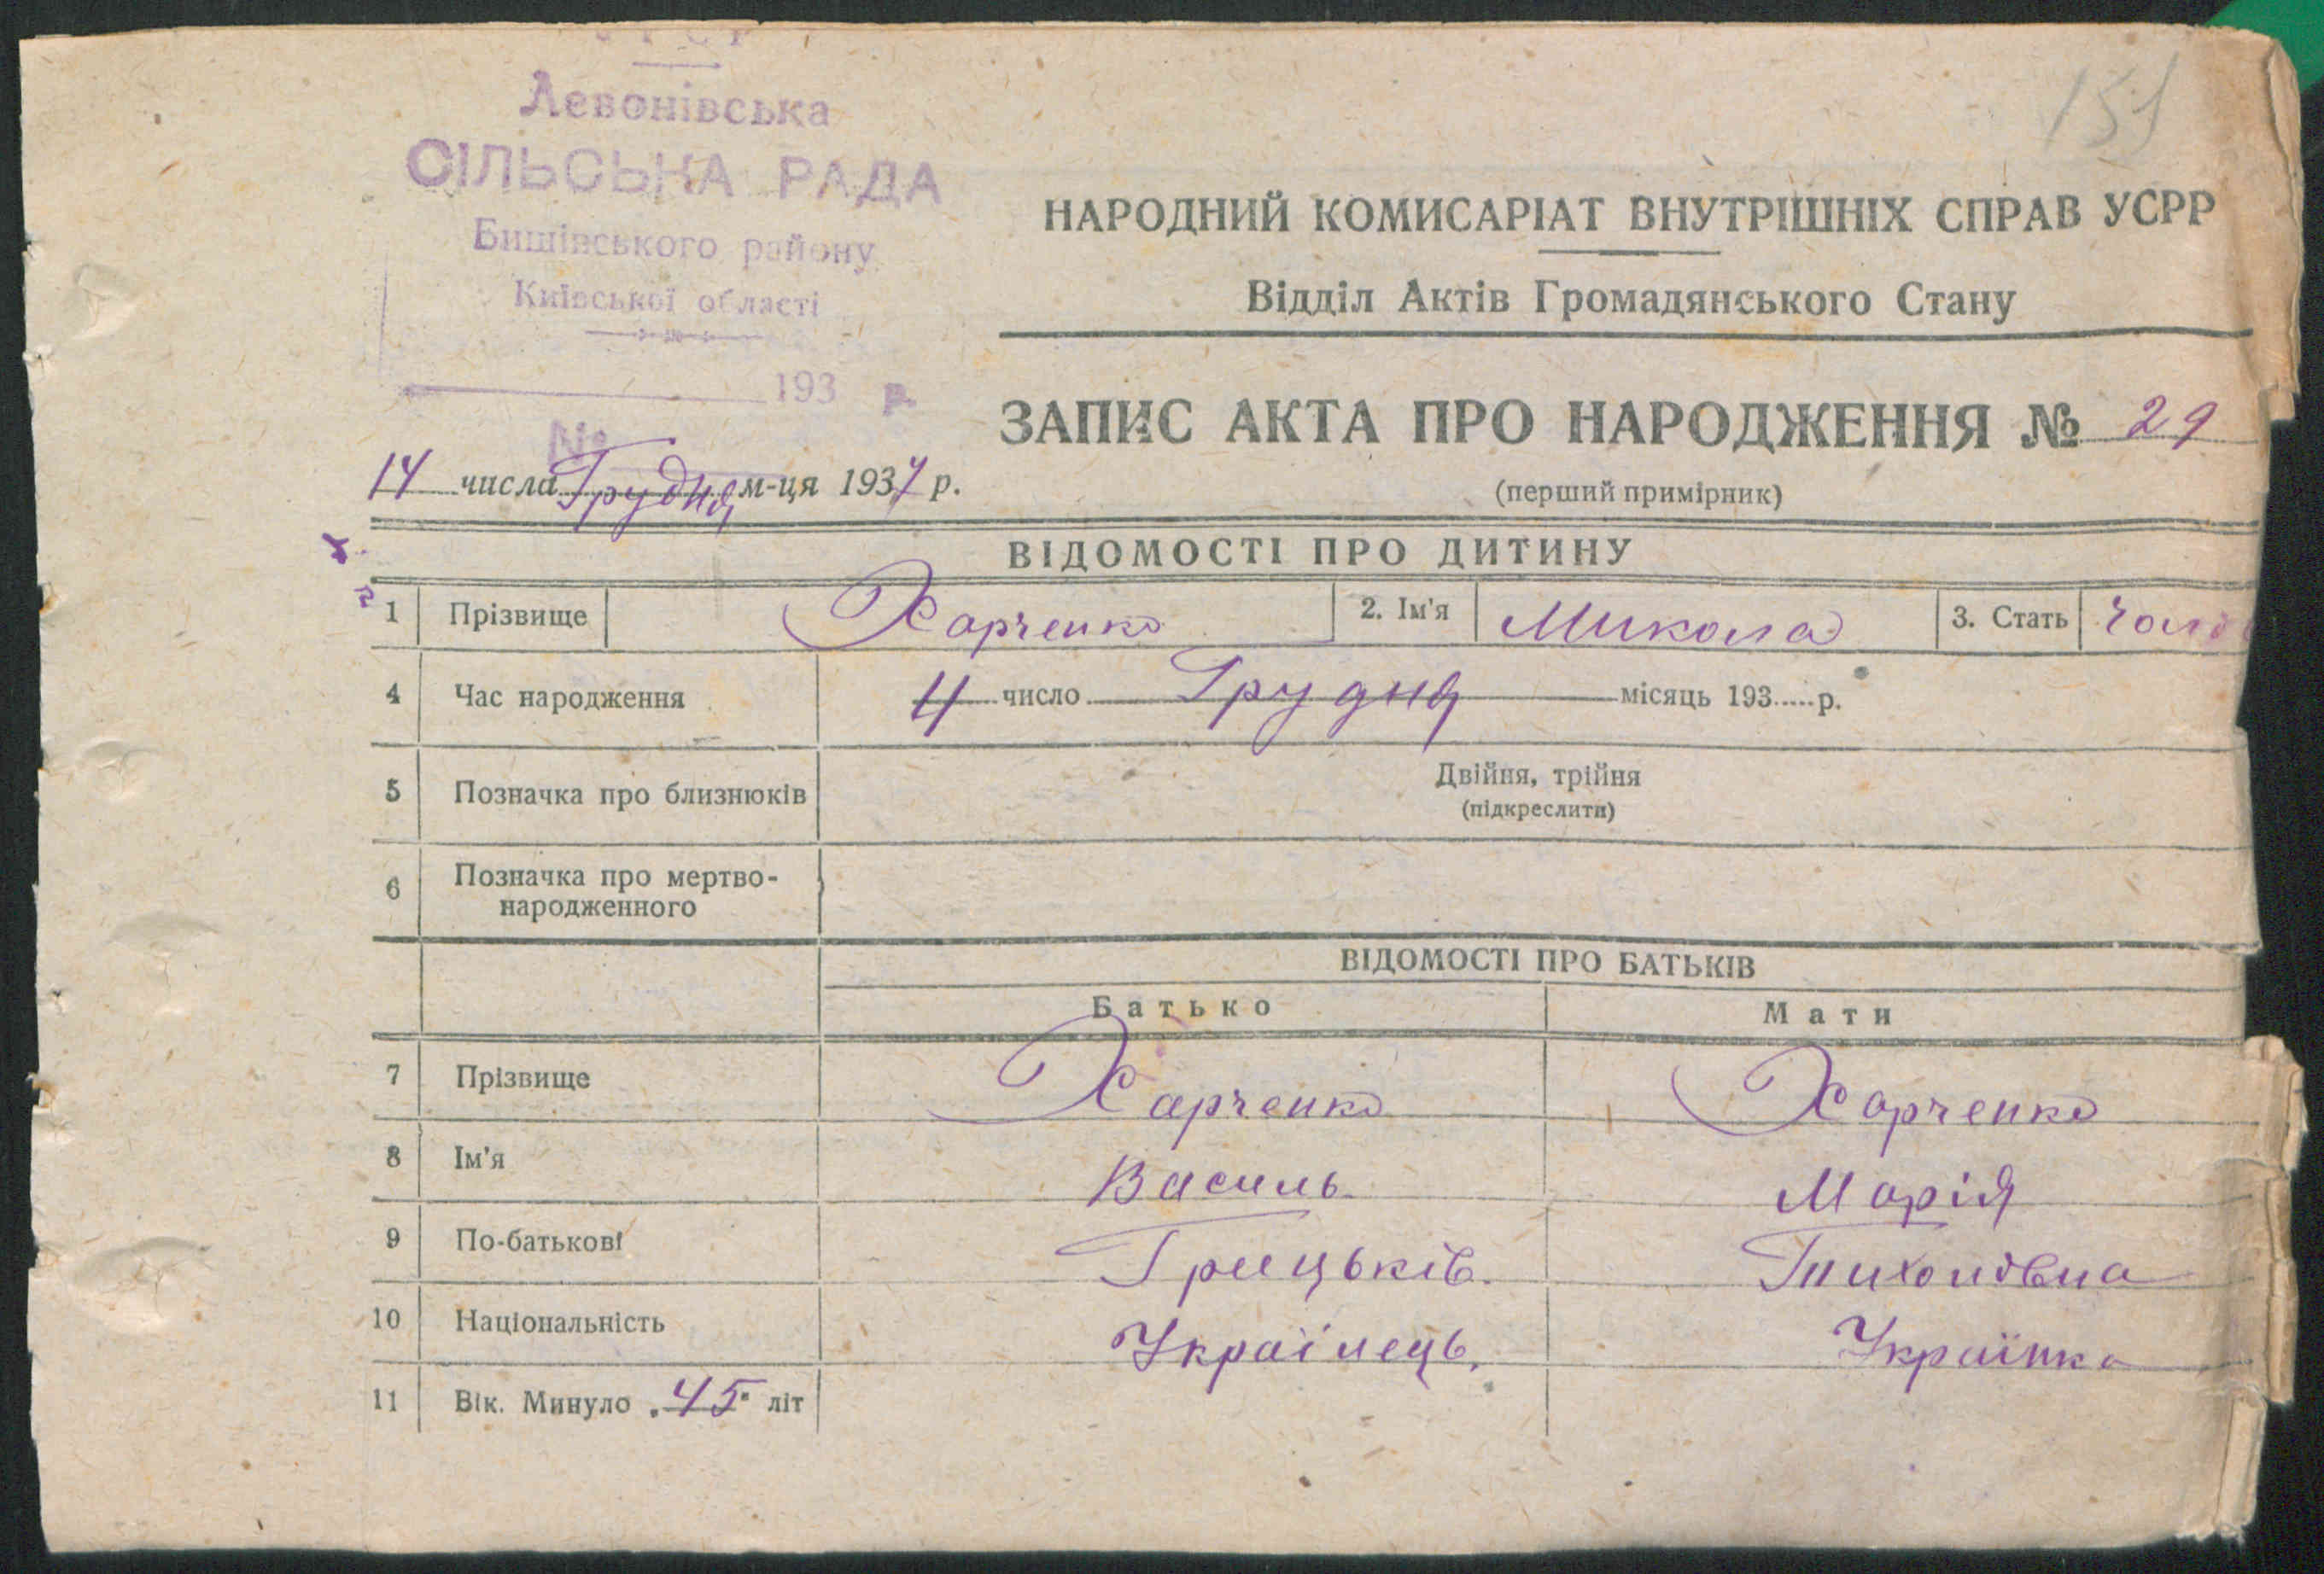 Левонівська
СІЛЬСЬКА РАДА
Бишівського району
Київської області
193 р.
№
151
НАРОДНИЙ КОМИСАРІАТ ВНУТРІШНІХ СПРАВ УСРР
Відділ Актів Громадянського Стану
ЗАПИС АКТА ПРО НАРОДЖЕННЯ № 29
(перший примірник)
14 числа Грудня м-ця 1937 р.
ВІДОМОСТІ ПРО ДИТИНУ
1 Прізвище Харченко 2. Ім'я Микола 3. Стать
4 Час народження 4 число Грудня місяць 193.....р.
5 Позначка про близнюків Двійня, трійня
(підкреслити)
6 Позначка про мертво-
народженного
ВІДОМОСТІ ПРО БАТЬКІВ
Батько Мати
7 Прізвище Харченко Харченко
8 Ім'я Василь Марія
9 По-батькові Грицьків. Тихонівна
10 Національність Українець. Українка
11 Вік. Минуло „45" літ